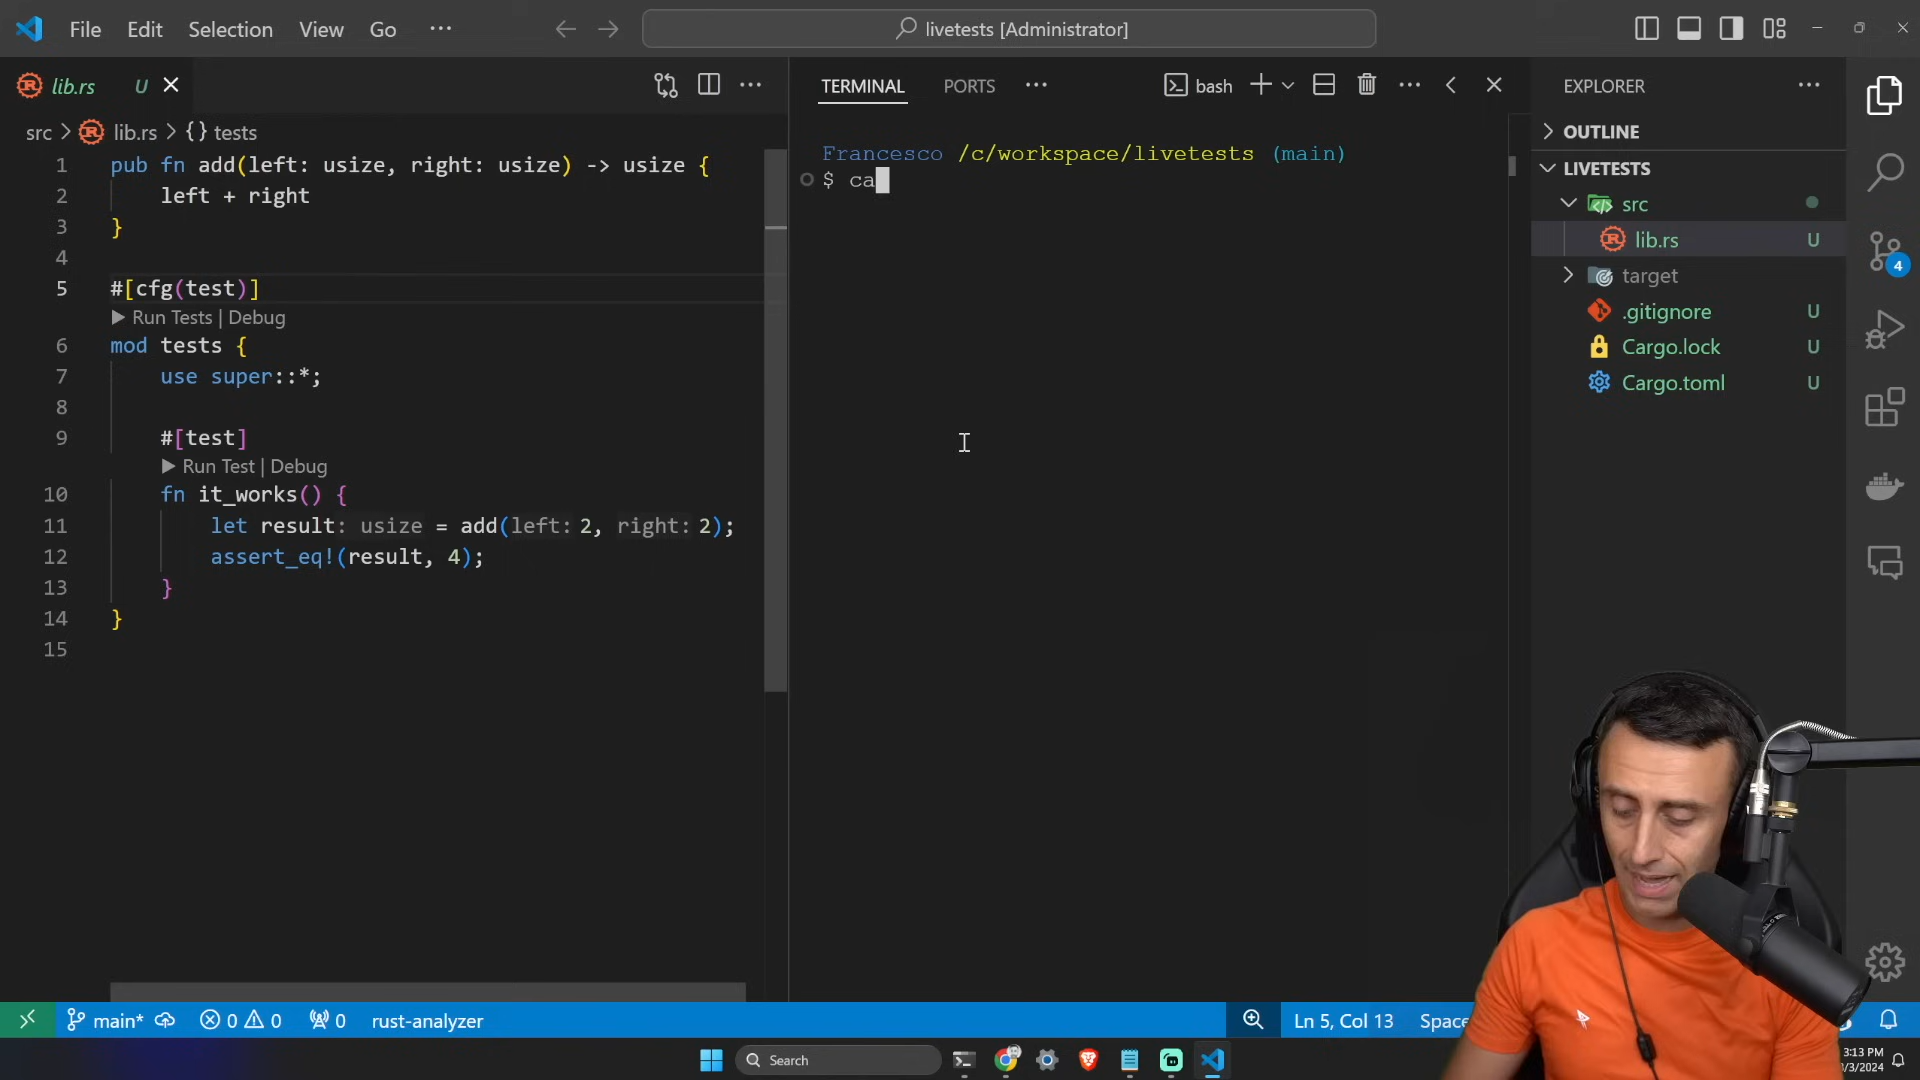 File Edit Selection View Go ···
livetests [Administrator]
lib.rs U
src > lib.rs > {} tests
1 pub fn add(left: usize, right: usize) -> usize {
2 left + right
3 }
4
5 #[cfg(test)]
Run Tests | Debug
6 mod tests {
7 use super::*;
8
9 #[test]
Run Test | Debug
10 fn it_works() {
11 let result: usize = add(left: 2, right: 2);
12 assert_eq!(result, 4);
13 }
14 }
15
TERMINAL PORTS ··· bash
Francesco /c/workspace/livetests (main)
$ ca
EXPLORER
OUTLINE
LIVETESTS
src
lib.rs U
target
.gitignore U
Cargo.lock U
Cargo.toml U
4
main* 0 0 0 rust-analyzer
Ln 5, Col 13
Search
3:13 PM
/3/2024